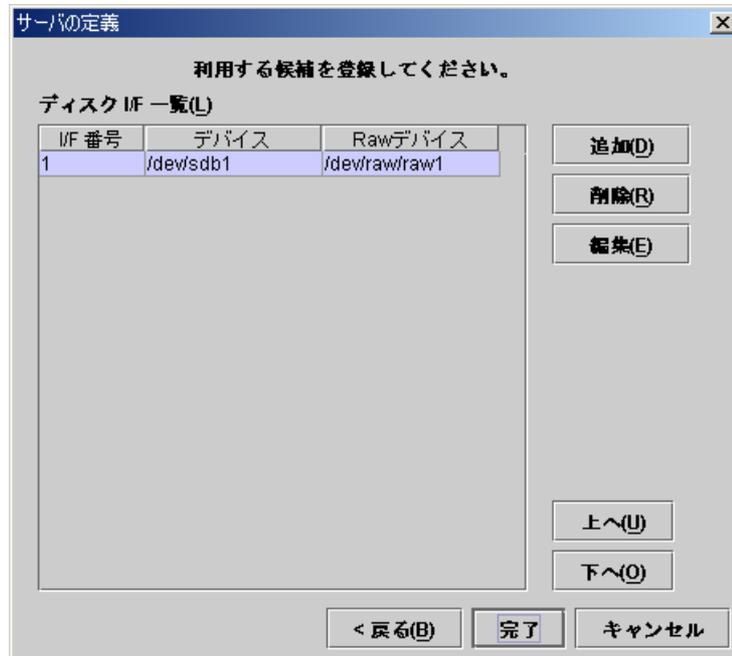 サーバの定義
利用する候補を登録してください。
ディスク I/F 一覧(L)
I/F 番号 デバイス Rawデバイス
1 /dev/sdb1 /dev/raw/raw1
追加(D)
削除(R)
編集(E)
上へ(U)
下へ(O)
< 戻る(B) 完了 キャンセル